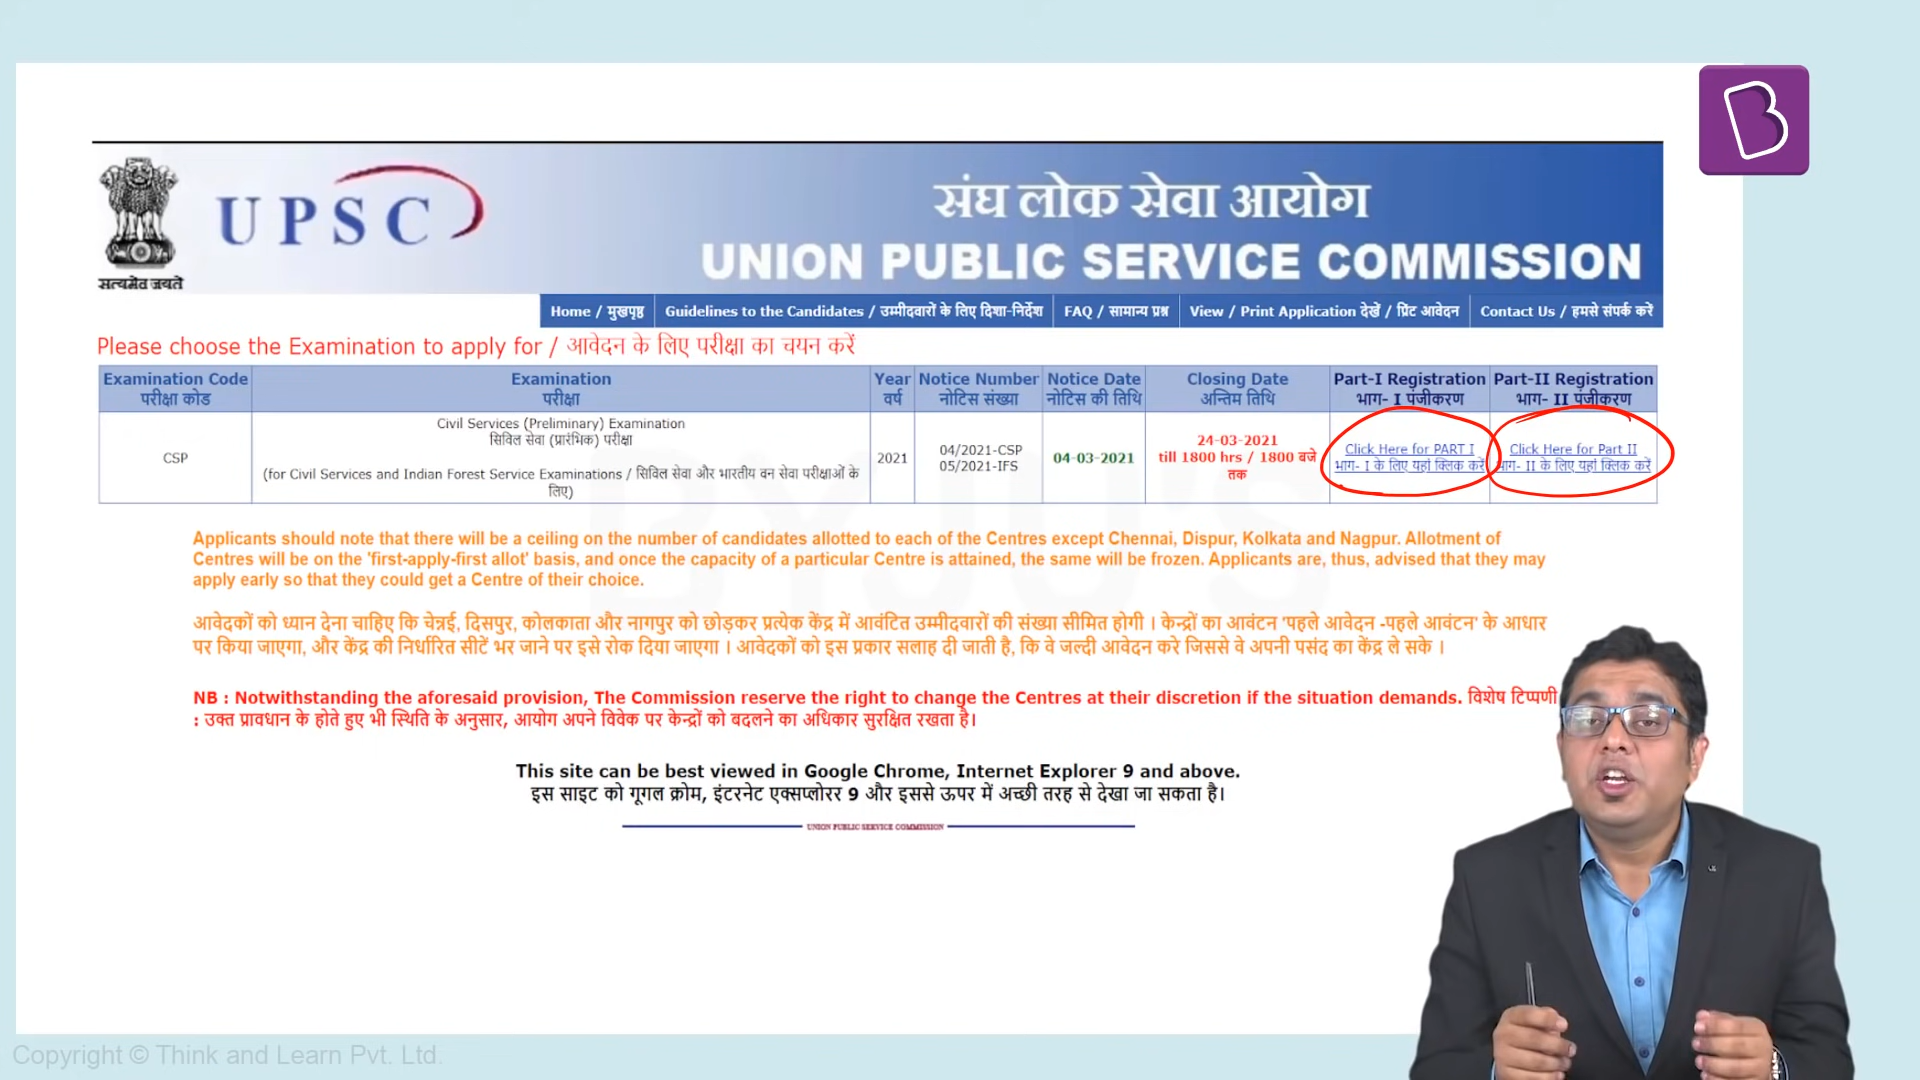 सत्यमेव जयते
UPSC
संघ लोक सेवा आयोग
UNION PUBLIC SERVICE COMMISSION
Home / मुखपृष्ठ Guidelines to the Candidates / उम्मीदवारों के लिए दिशा-निर्देश FAQ / सामान्य प्रश्न View / Print Application देखें / प्रिंट आवेदन Contact Us / हमसे संपर्क करें
Please choose the Examination to apply for / आवेदन के लिए परीक्षा का चयन करें
Examination Code Examination Year Notice Number Notice Date Closing Date Part-I Registration Part-II Registration
परीक्षा कोड परीक्षा वर्ष नोटिस संख्या नोटिस की तिथि अन्तिम तिथि भाग- I पंजीकरण भाग- II पंजीकरण
CSP
Civil Services (Preliminary) Examination
सिविल सेवा (प्रारंभिक) परीक्षा
(for Civil Services and Indian Forest Service Examinations / सिविल सेवा और भारतीय वन सेवा परीक्षाओं के
लिए)
2021
04/2021-CSP
05/2021-IFS
04-03-2021
24-03-2021
till 1800 hrs / 1800 बजे
तक
Click Here for PART I
भाग- I के लिए यहां क्लिक करें
Click Here for Part II
भाग- II के लिए यहां क्लिक करें
Applicants should note that there will be a ceiling on the number of candidates allotted to each of the Centres except Chennai, Dispur, Kolkata and Nagpur. Allotment of
Centres will be on the 'first-apply-first allot' basis, and once the capacity of a particular Centre is attained, the same will be frozen. Applicants are, thus, advised that they may
apply early so that they could get a Centre of their choice.
आवेदकों को ध्यान देना चाहिए कि चेन्नई, दिसपुर, कोलकाता और नागपुर को छोड़कर प्रत्येक केंद्र में आवंटित उम्मीदवारों की संख्या सीमित होगी । केन्द्रों का आवंटन 'पहले आवेदन -पहले आवंटन' के आधार
पर किया जाएगा, और केंद्र की निर्धारित सीटें भर जाने पर इसे रोक दिया जाएगा । आवेदकों को इस प्रकार सलाह दी जाती है, कि वे जल्दी आवेदन करे जिससे वे अपनी पसंद का केंद्र ले सके ।
NB : Notwithstanding the aforesaid provision, The Commission reserve the right to change the Centres at their discretion if the situation demands. विशेष टिप्पणी
: उक्त प्रावधान के होते हुए भी स्थिति के अनुसार, आयोग अपने विवेक पर केन्द्रों को बदलने का अधिकार सुरक्षित रखता है।
This site can be best viewed in Google Chrome, Internet Explorer 9 and above.
इस साइट को गूगल क्रोम, इंटरनेट एक्सप्लोरर 9 और इससे ऊपर में अच्छी तरह से देखा जा सकता है।
UNION PUBLIC SERVICE COMMISSION
BYJU'S
Copyright © Think and Learn Pvt. Ltd.